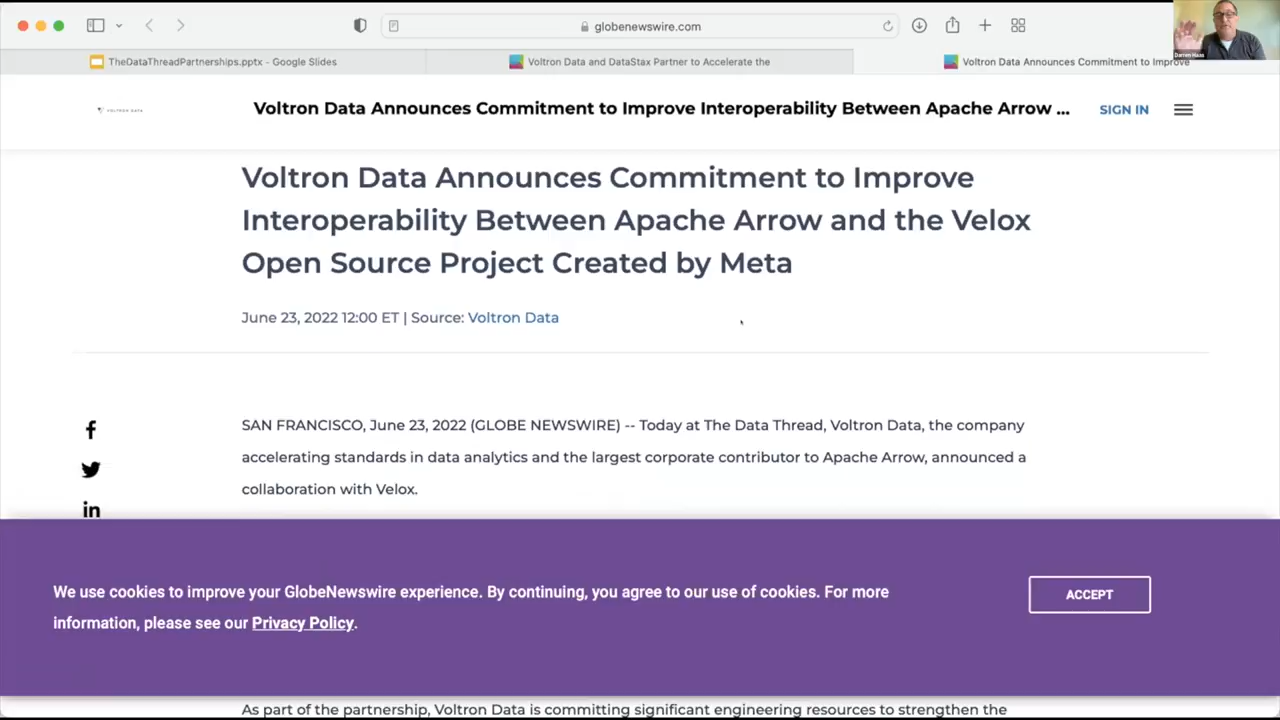 globenewswire.com
TheDataThreadPartnerships.pptx - Google Slides
Voltron Data and DataStax Partner to Accelerate the
Voltron Data Announces Commitment to Improve
Darren Haas
VOLTRON DATA
Voltron Data Announces Commitment to Improve Interoperability Between Apache Arrow ...
SIGN IN
Voltron Data Announces Commitment to Improve
Interoperability Between Apache Arrow and the Velox
Open Source Project Created by Meta
June 23, 2022 12:00 ET | Source: Voltron Data
SAN FRANCISCO, June 23, 2022 (GLOBE NEWSWIRE) -- Today at The Data Thread, Voltron Data, the company
accelerating standards in data analytics and the largest corporate contributor to Apache Arrow, announced a
collaboration with Velox.
We use cookies to improve your GlobeNewswire experience. By continuing, you agree to our use of cookies. For more
information, please see our Privacy Policy.
ACCEPT
As part of the partnership, Voltron Data is committing significant engineering resources to strengthen the